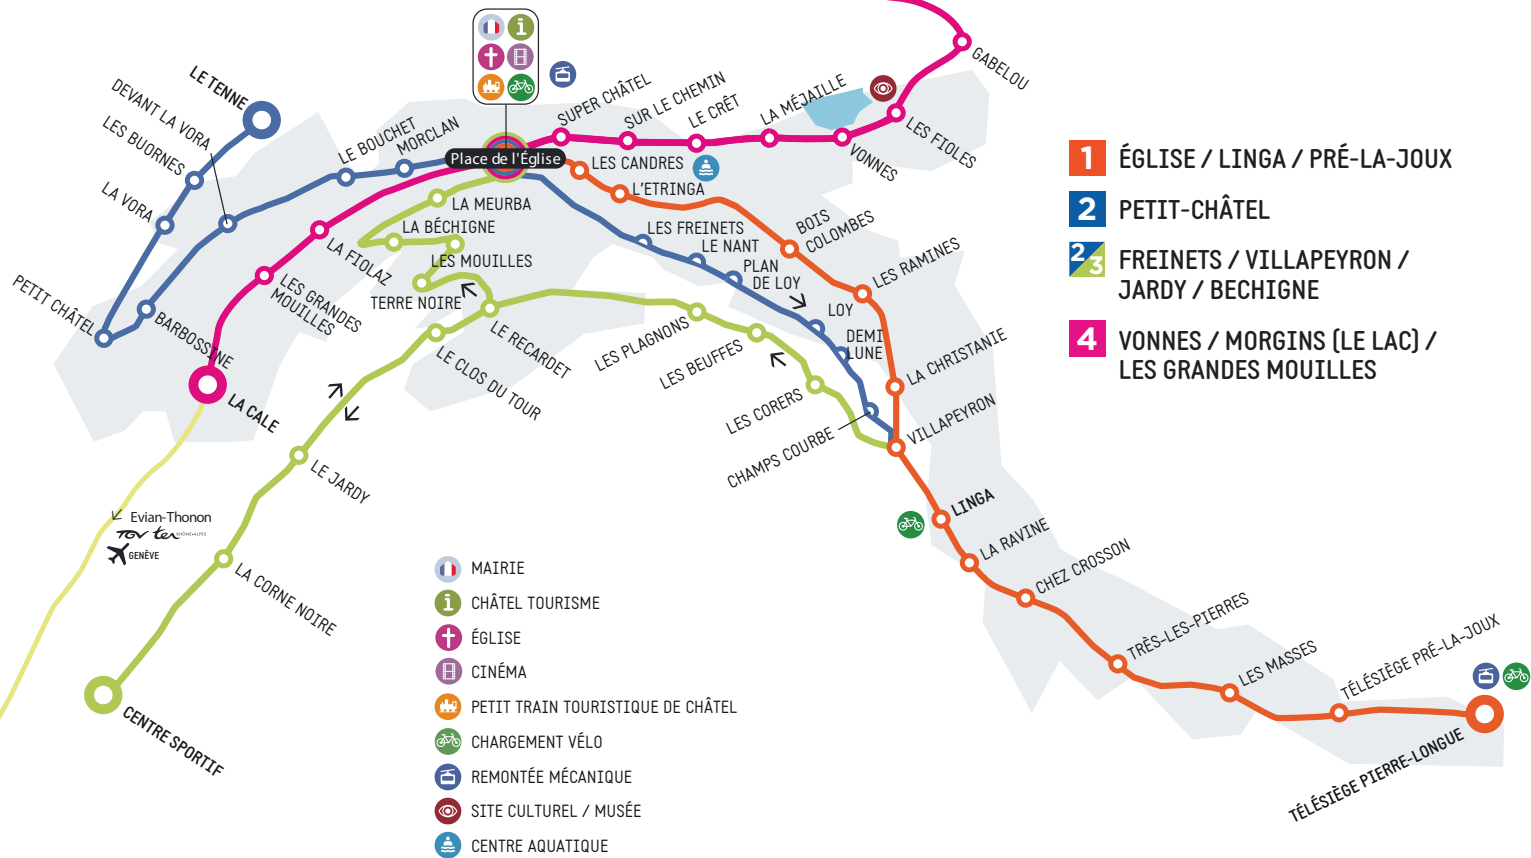 GABELOU
LE TENNE
DEVANT LA VORA
LES BUORNES
LA VORA
PETIT CHÂTEL
BARBOSSINE
LE BOUCHET
MORCLAN
Place de l'Église
SUPER CHÂTEL
SUR LE CHEMIN
LE CRÊT
LA MÉJAILLE
VONNES
LES FIOLES
LES CANDRES
L'ETRINGA
LA MEURBA
LA BÉCHIGNE
LES MOUILLES
TERRE NOIRE
LA FIOLAZ
LES GRANDES
MOUILLES
LA CALE
LES FREINETS
LE NANT
PLAN
DE LOY
LOY
DEMI
LUNE
CHAMPS COURBE
BOIS
COLOMBES
LES RAMINES
LA CHRISTANIE
VILLAPEYRON
LE RECARDET
LE CLOS DU TOUR
LES PLAGNONS
LES BEUFFES
LES CORERS
LE JARDY
LA CORNE NOIRE
CENTRE SPORTIF
Evian-Thonon
TGV ter RHÔNE-ALPES
GENÈVE
LINGA
LA RAVINE
CHEZ CROSSON
TRÈS-LES-PIERRES
LES MASSES
TÉLÉSIÈGE PRÉ-LA-JOUX
TÉLÉSIÈGE PIERRE-LONGUE
1 ÉGLISE / LINGA / PRÉ-LA-JOUX
2 PETIT-CHÂTEL
2/3 FREINETS / VILLAPEYRON /
JARDY / BECHIGNE
4 VONNES / MORGINS (LE LAC) /
LES GRANDES MOUILLES
MAIRIE
CHÂTEL TOURISME
ÉGLISE
CINÉMA
PETIT TRAIN TOURISTIQUE DE CHÂTEL
CHARGEMENT VÉLO
REMONTÉE MÉCANIQUE
SITE CULTUREL / MUSÉE
CENTRE AQUATIQUE